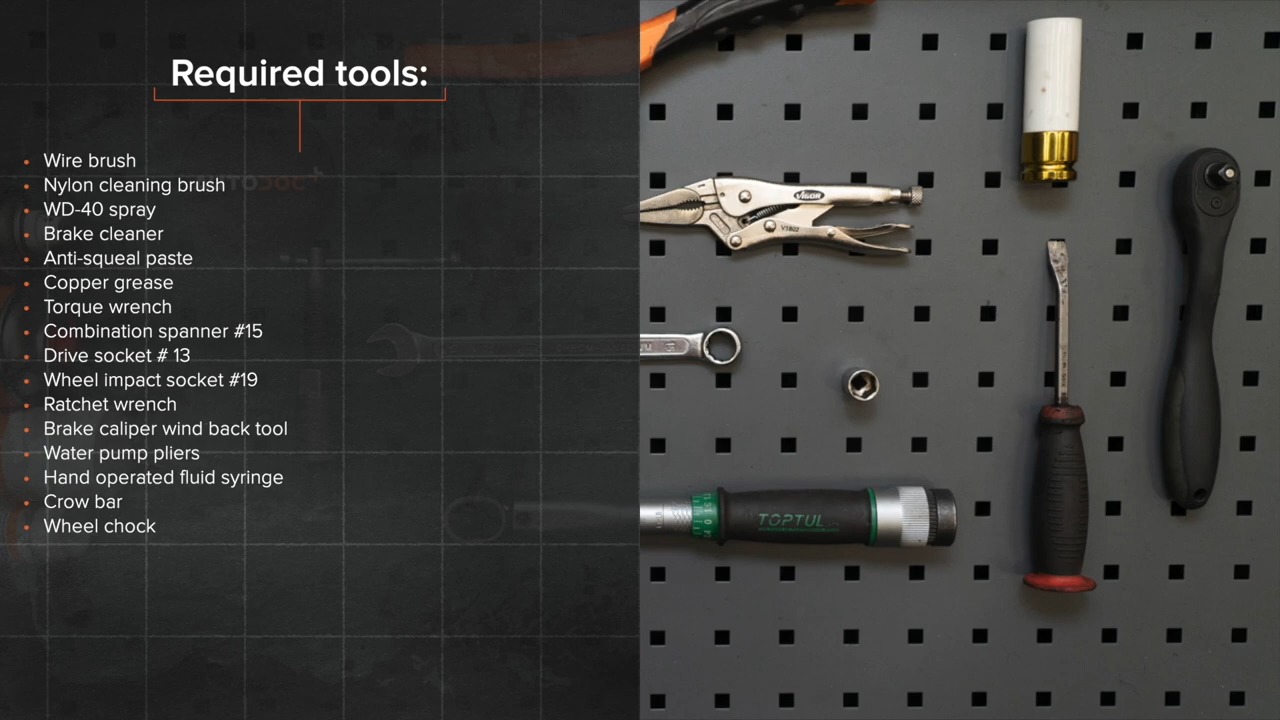 Required tools:
Wire brush
Nylon cleaning brush
WD-40 spray
Brake cleaner
Anti-squeal paste
Copper grease
Torque wrench
Combination spanner #15
Drive socket # 13
Wheel impact socket #19
Ratchet wrench
Brake caliper wind back tool
Water pump pliers
Hand operated fluid syringe
Crow bar
Wheel chock
VIGOR
V1802
15
TOPTUL